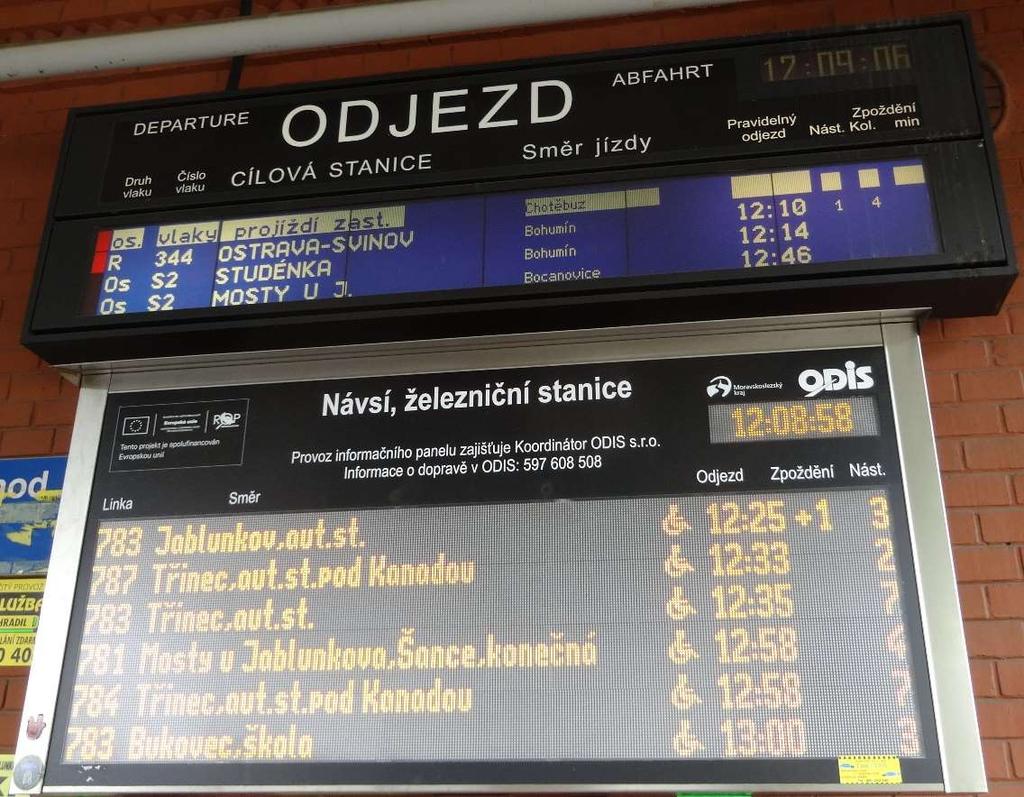 17:09:06
DEPARTURE ODJEZD ABFAHRT
Druh vlaku Číslo vlaku CÍLOVÁ STANICE Směr jízdy Pravidelný odjezd Nást. Kol. Zpoždění min
os. vlaky projíždí zast.
R 344 OSTRAVA-SVINOV Chotěbuz 12:10 1 4
Os S2 STUDÉNKA Bohumín 12:14
Os S2 MOSTY U J. Bohumín 12:46
Bocanovice
Návsí, železniční stanice
Moravskoslezský kraj
ODIS
12:08:58
Evropská unie
ROP
Tento projekt je spolufinancován
Evropskou unií
Provoz informačního panelu zajišťuje Koordinátor ODIS s.r.o.
Informace o dopravě v ODIS: 597 608 508
Linka Směr Odjezd Zpoždění Nást.
783 Jablunkov,aut.st. 12:25 +1 3
787 Třinec,aut.st.pod Kanadou 12:33 2
783 Třinec,aut.st. 12:35 7
781 Mosty u Jablunkova,Šance,konečná 12:58 4
784 Třinec,aut.st.pod Kanadou 12:58 7
783 Bukovec,škola 13:00 3